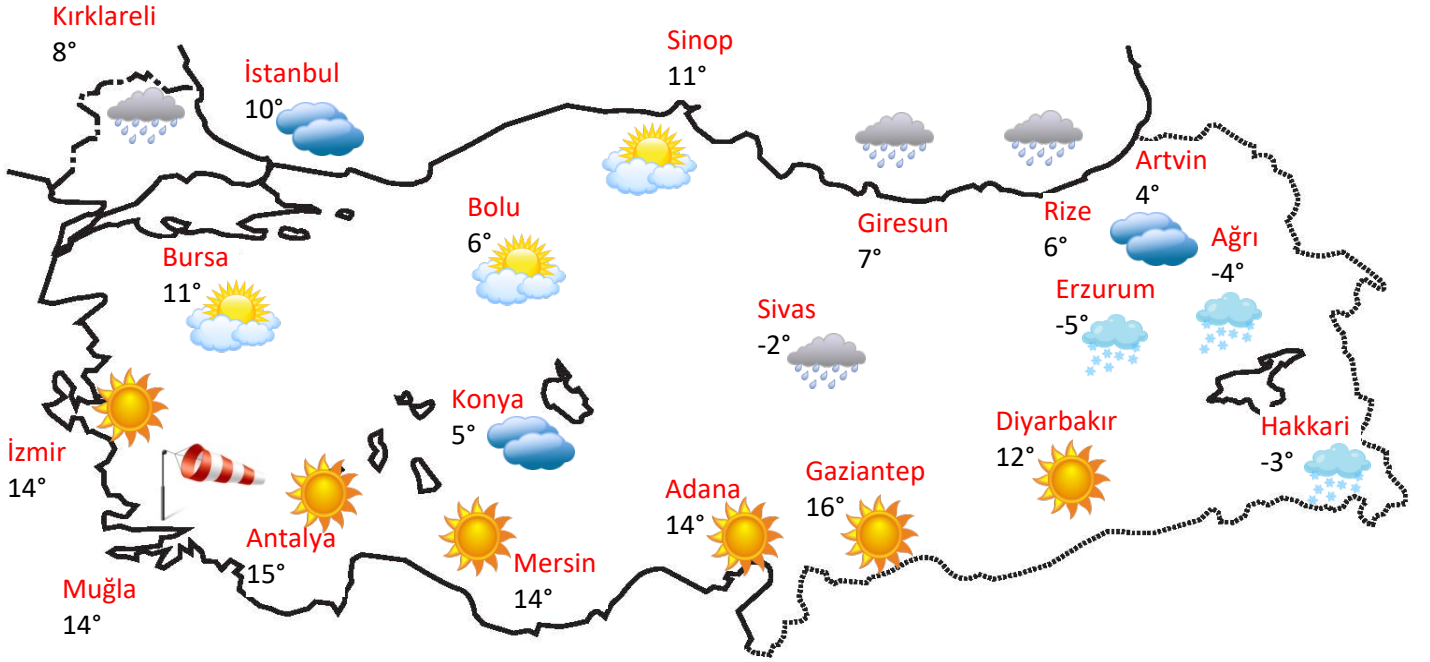 Kırklareli
8°
İstanbul
10°
Sinop
11°
Bolu
6°
Bursa
11°
Giresun
7°
Rize
6°
Artvin
4°
Ağrı
-4°
Erzurum
-5°
Sivas
-2°
Konya
5°
İzmir
14°
Diyarbakır
12°
Hakkari
-3°
Gaziantep
16°
Adana
14°
Antalya
15°
Mersin
14°
Muğla
14°